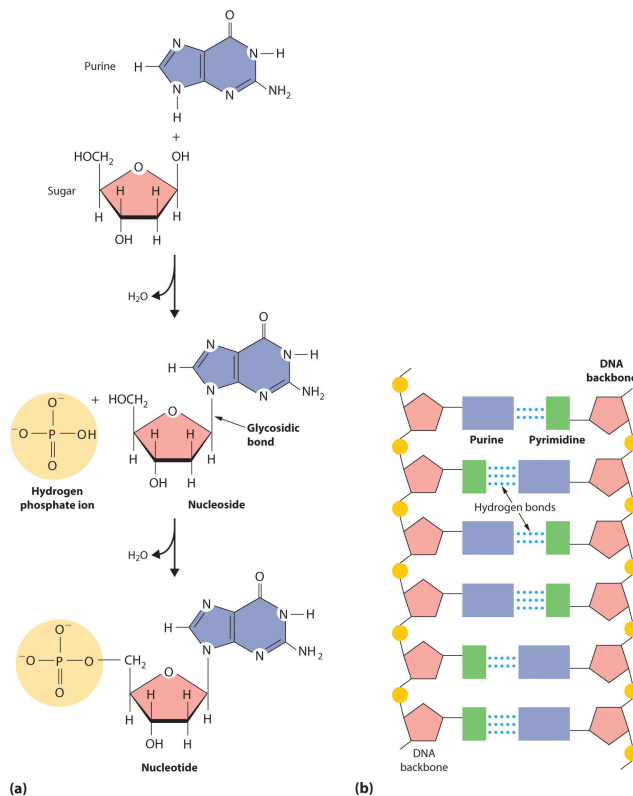 O
N
N—H
Purine
H
N
N
NH₂
H
+
HOCH₂
OH
O
Sugar
H
H
H
H
OH
H
H₂O
O
N
N—H
H
N
N
NH₂
O⁻
+
HOCH₂
O
⁻O—P—OH
H
H
Glycosidic
bond
O
H
H
OH
H
Hydrogen
phosphate ion
Nucleoside
H₂O
O
N
N—H
H
N
N
NH₂
O⁻
⁻O—P—O
CH₂
O
O
H
H
H
H
OH
H
Nucleotide
(a)
DNA
backbone
Purine
Pyrimidine
Hydrogen bonds
DNA
backbone
(b)